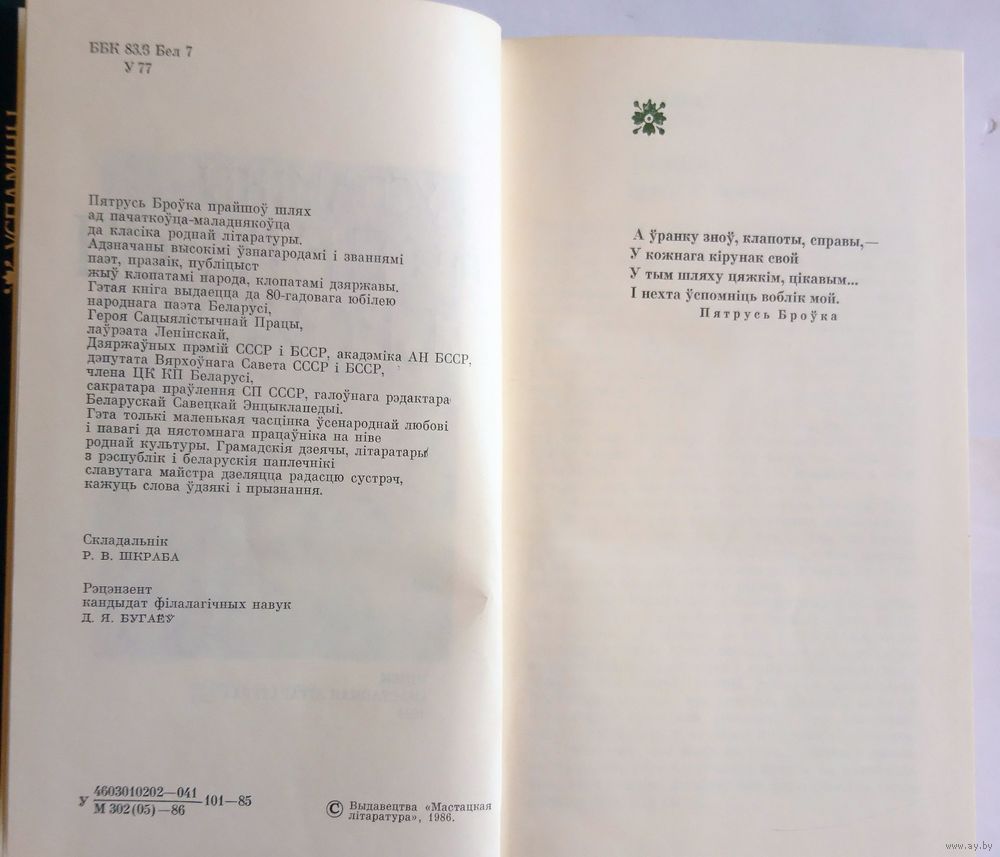 УСПАМІНЫ
ББК 83.3 Бел 7
У 77
Пятрусь Броўка прайшоў шлях
ад пачаткоўца-маладнякоўца
да класіка роднай літаратуры.
Адзначаны высокімі ўзнагародамі і званнямі
паэт, празаік, публіцыст
жыў клопатамі народа, клопатамі дзяржавы.
Гэтая кніга выдаецца да 80-гадовага юбілею
народнага паэта Беларусі,
Героя Сацыялістычнай Працы,
лаўрэата Ленінскай,
Дзяржаўных прэмій СССР і БССР, акадэміка АН БССР,
дэпутата Вярхоўнага Савета СССР і БССР,
члена ЦК КП Беларусі,
сакратара праўлення СП СССР, галоўнага рэдактара
Беларускай Савецкай Энцыклапедыі.
Гэта толькі маленькая часцінка ўсенароднай любові
і павагі да нястомнага працаўніка на ніве
роднай культуры. Грамадскія дзеячы, літаратары
з рэспублік і беларускія паплечнікі
славутага майстра дзеляцца радасцю сустрэч,
кажуць слова ўдзякі і прызнання.
Складальнік
Р. В. ШКРАБА
Рэцэнзент
кандыдат філалагічных навук
Д. Я. БУГАЁЎ
У 4603010202—041
М 302(05)—86 101—85
© Выдавецтва «Мастацкая
літаратура», 1986.
А ўранку зноў, клапоты, справы,—
У кожнага кірунак свой
У тым шляху цяжкім, цікавым...
І нехта ўспомніць воблік мой.
Пятрусь Броўка
www.ay.by